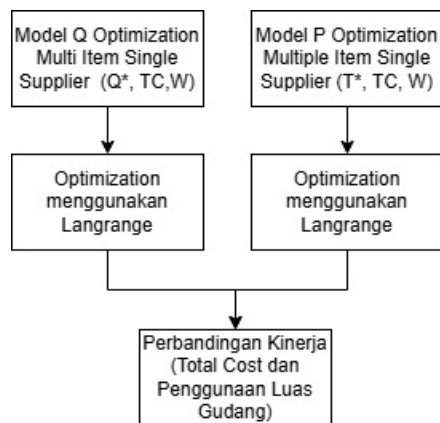 Model Q Optimization
Multi Item Single
Supplier (Q*, TC,W)
Model P Optimization
Multiple Item Single
Supplier (T*, TC, W)
Optimization
menggunakan
Langrange
Optimization
menggunakan
Langrange
Perbandingan Kinerja
(Total Cost dan
Penggunaan Luas
Gudang)